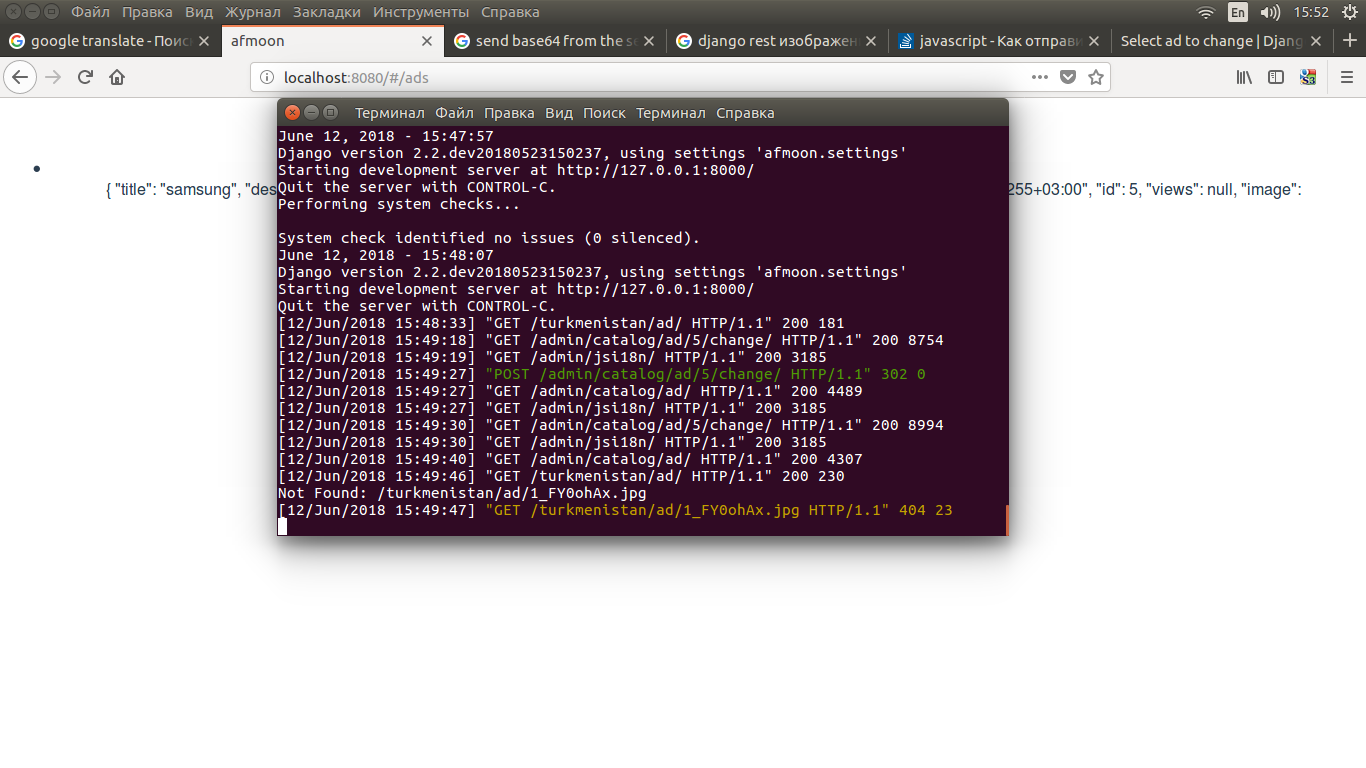 Файл Правка Вид Журнал Закладки Инструменты Справка En 15:52
google translate - Поис afmoon send base64 from the se django rest изображен javascript - Как отправи Select ad to change | Djang
localhost:8080/#/ads
Терминал Файл Правка Вид Поиск Терминал Справка
June 12, 2018 - 15:47:57
Django version 2.2.dev20180523150237, using settings 'afmoon.settings'
Starting development server at http://127.0.0.1:8000/
{ "title": "samsung", "des 255+03:00", "id": 5, "views": null, "image":
Quit the server with CONTROL-C.
Performing system checks...
System check identified no issues (0 silenced).
June 12, 2018 - 15:48:07
Django version 2.2.dev20180523150237, using settings 'afmoon.settings'
Starting development server at http://127.0.0.1:8000/
Quit the server with CONTROL-C.
[12/Jun/2018 15:48:33] "GET /turkmenistan/ad/ HTTP/1.1" 200 181
[12/Jun/2018 15:49:18] "GET /admin/catalog/ad/5/change/ HTTP/1.1" 200 8754
[12/Jun/2018 15:49:19] "GET /admin/jsi18n/ HTTP/1.1" 200 3185
[12/Jun/2018 15:49:27] "POST /admin/catalog/ad/5/change/ HTTP/1.1" 302 0
[12/Jun/2018 15:49:27] "GET /admin/catalog/ad/ HTTP/1.1" 200 4489
[12/Jun/2018 15:49:27] "GET /admin/jsi18n/ HTTP/1.1" 200 3185
[12/Jun/2018 15:49:30] "GET /admin/catalog/ad/5/change/ HTTP/1.1" 200 8994
[12/Jun/2018 15:49:30] "GET /admin/jsi18n/ HTTP/1.1" 200 3185
[12/Jun/2018 15:49:40] "GET /admin/catalog/ad/ HTTP/1.1" 200 4307
[12/Jun/2018 15:49:46] "GET /turkmenistan/ad/ HTTP/1.1" 200 230
Not Found: /turkmenistan/ad/1_FY0ohAx.jpg
[12/Jun/2018 15:49:47] "GET /turkmenistan/ad/1_FY0ohAx.jpg HTTP/1.1" 404 23